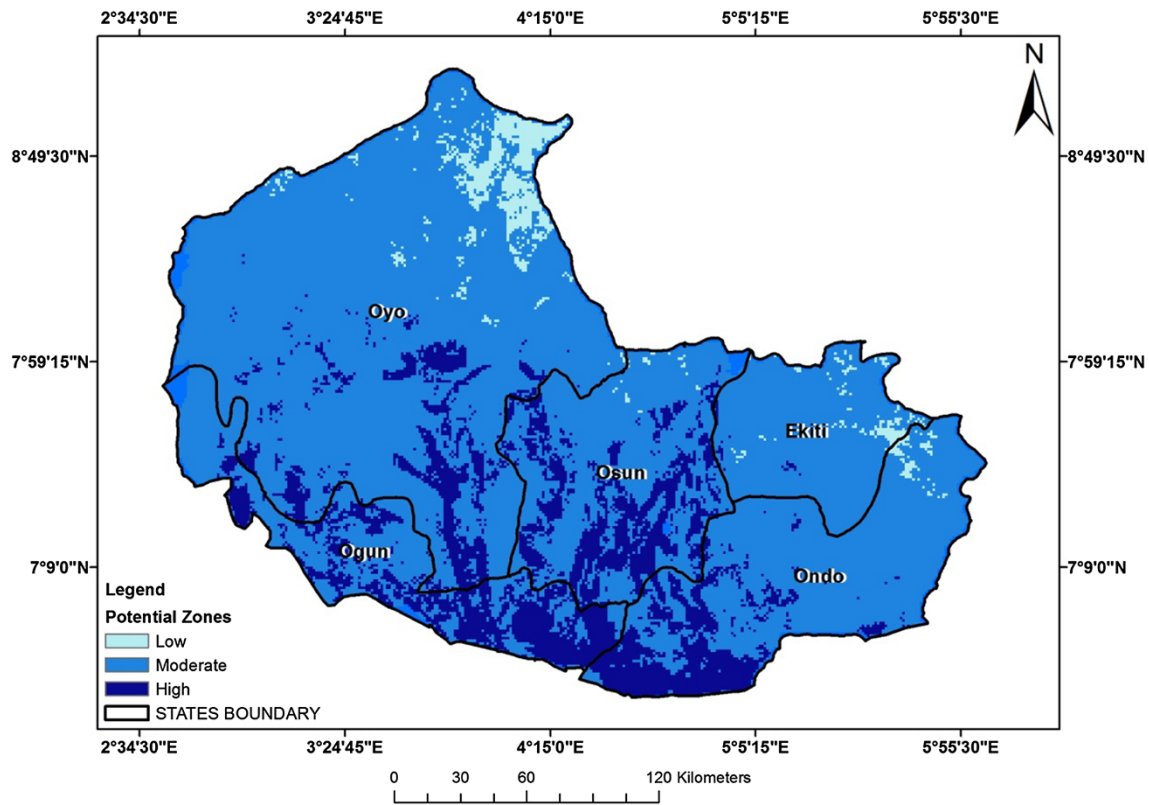 2°34'30"E 3°24'45"E 4°15'0"E 5°5'15"E 5°55'30"E
N
8°49'30"N 8°49'30"N
Oyo
7°59'15"N 7°59'15"N
Ekiti
Osun
Ogun
7°9'0"N 7°9'0"N
Ondo
Legend
Potential Zones
Low
Moderate
High
STATES BOUNDARY
2°34'30"E 3°24'45"E 4°15'0"E 5°5'15"E 5°55'30"E
0 30 60 120 Kilometers